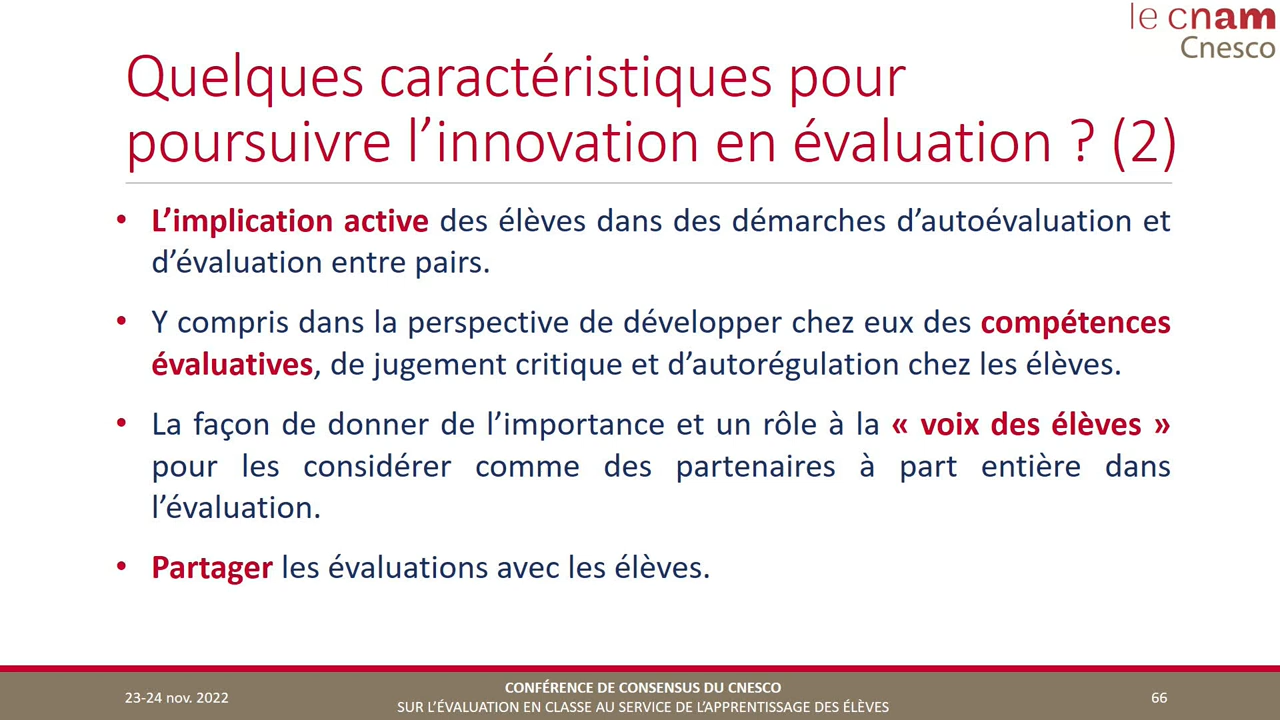 le cnam
Cnesco
Quelques caractéristiques pour
poursuivre l’innovation en évaluation ? (2)
• L’implication active des élèves dans des démarches d’autoévaluation et
d’évaluation entre pairs.
• Y compris dans la perspective de développer chez eux des compétences
évaluatives, de jugement critique et d’autorégulation chez les élèves.
• La façon de donner de l’importance et un rôle à la « voix des élèves »
pour les considérer comme des partenaires à part entière dans
l’évaluation.
• Partager les évaluations avec les élèves.
23-24 nov. 2022
CONFÉRENCE DE CONSENSUS DU CNESCO
SUR L’ÉVALUATION EN CLASSE AU SERVICE DE L’APPRENTISSAGE DES ÉLÈVES
66